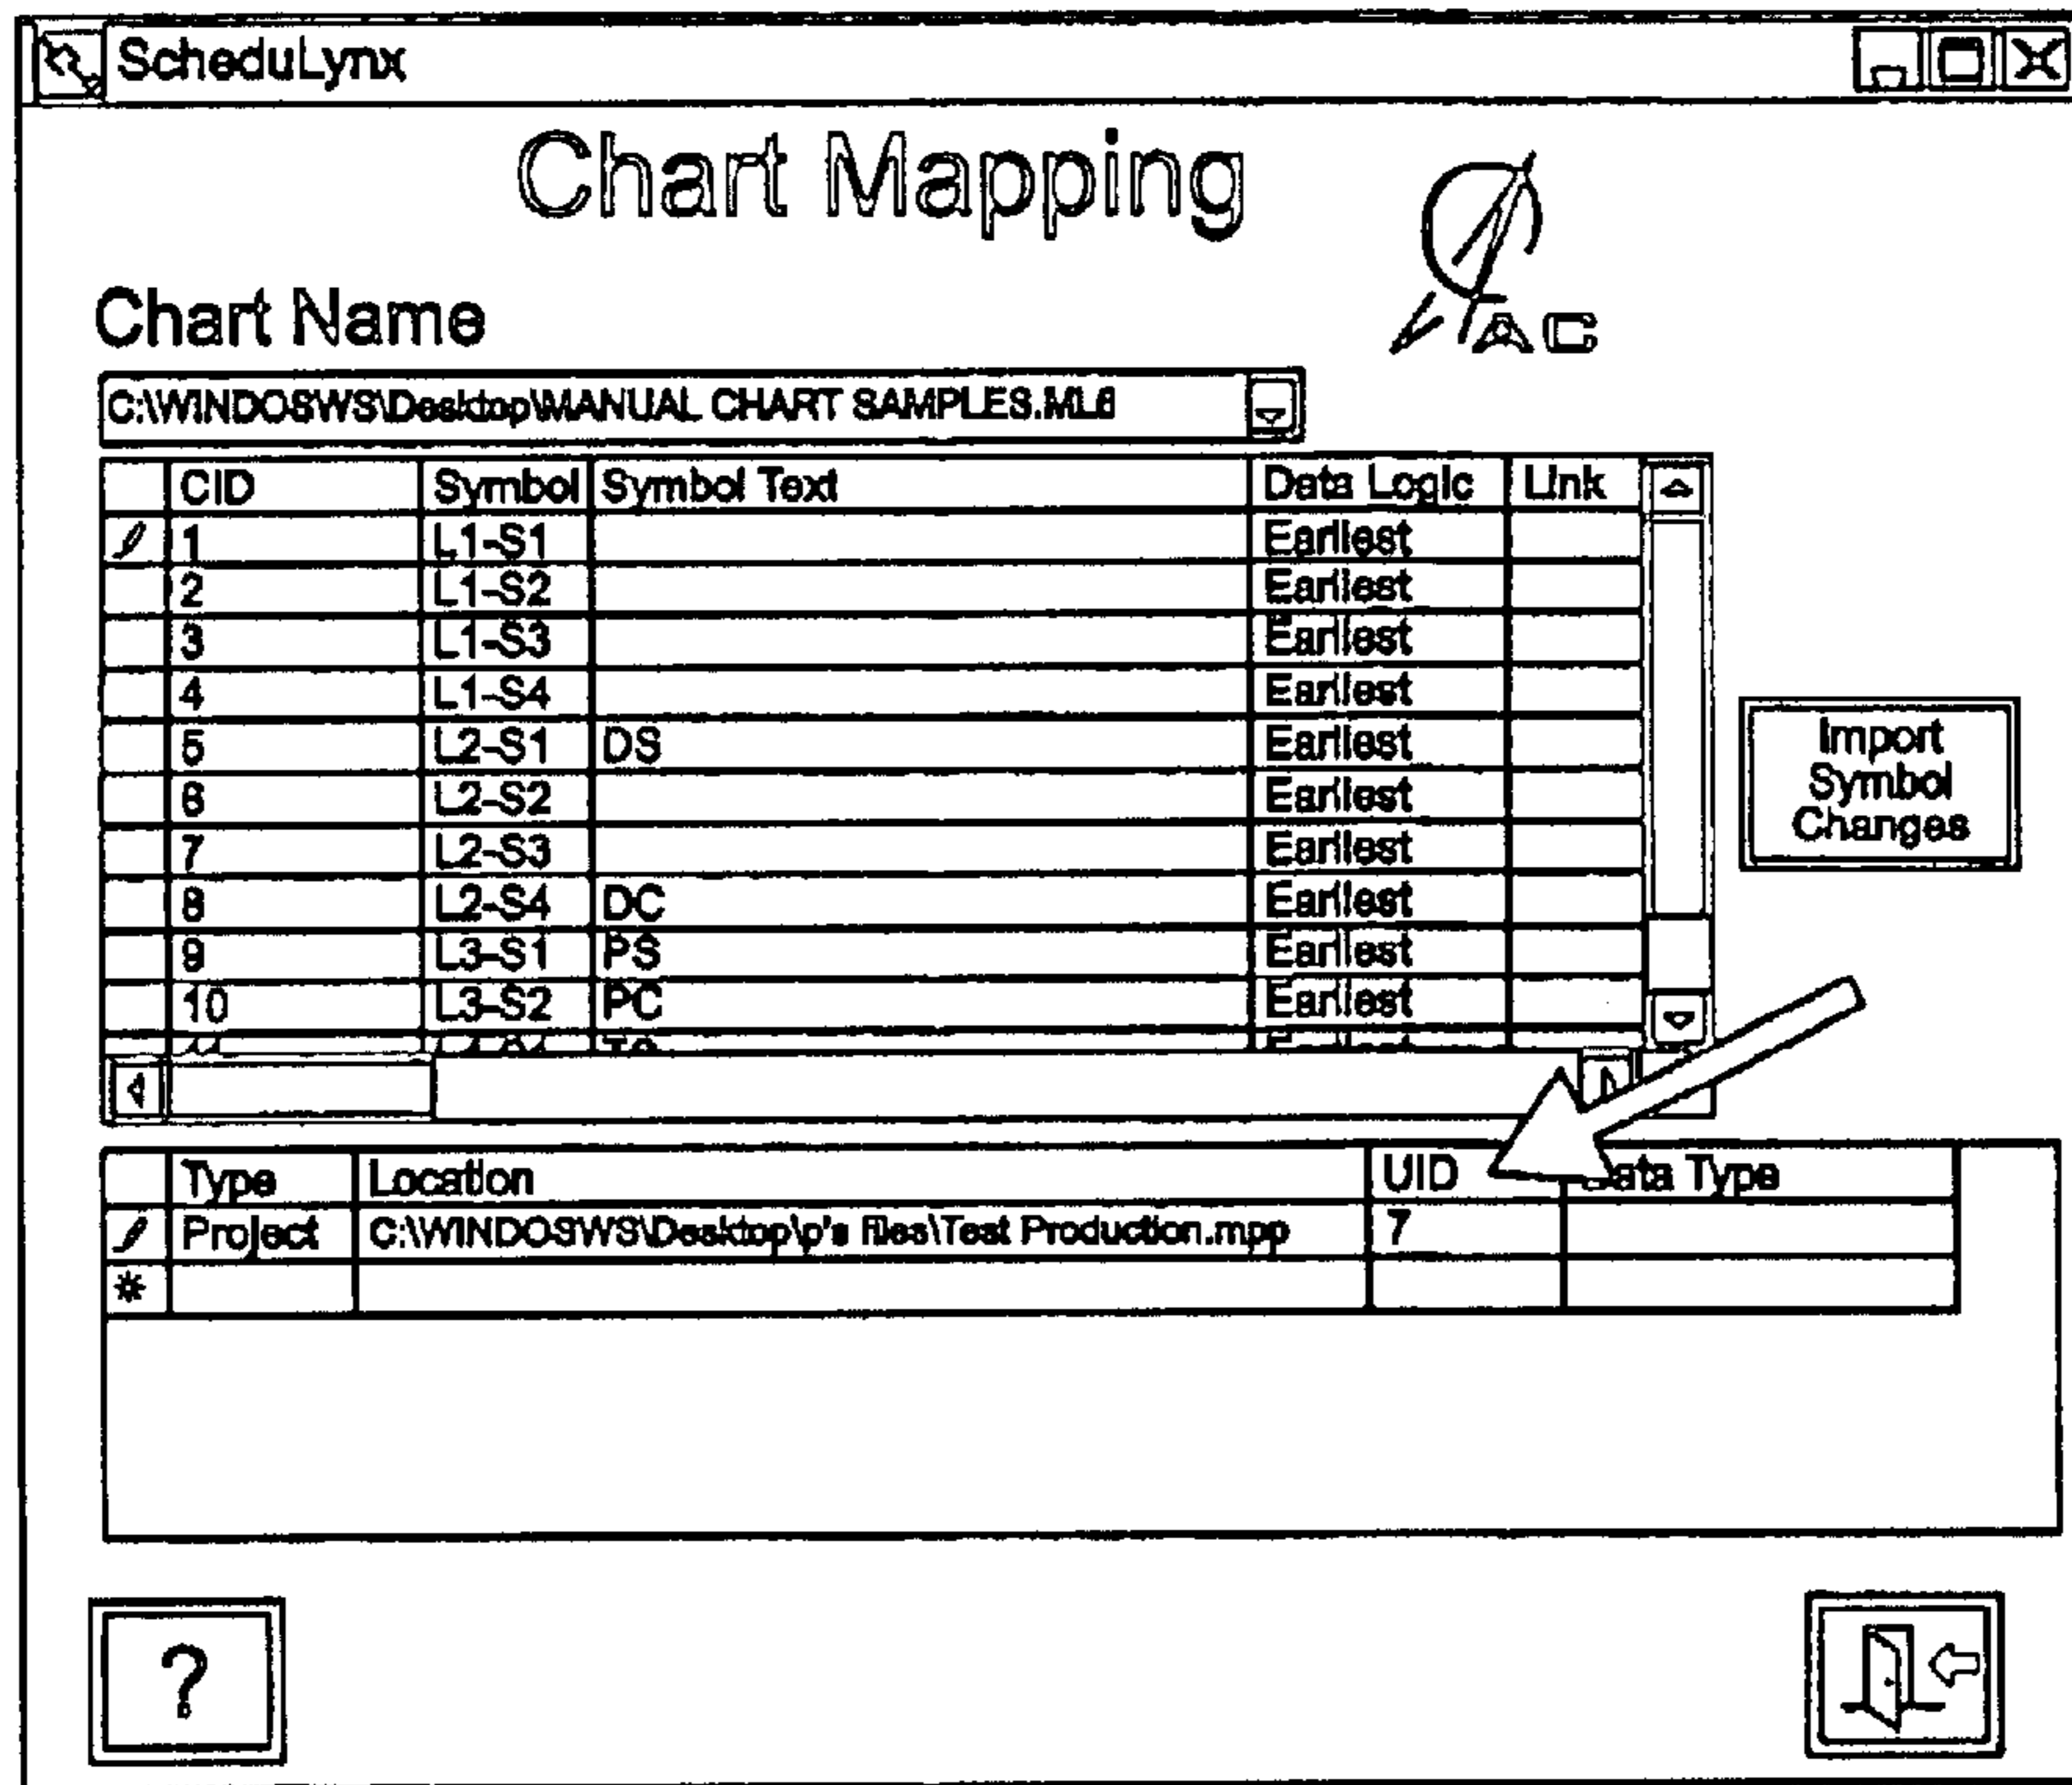 ScheduLynx
Chart Mapping
AC
Chart Name
C:\WINDOSWS\Desktop\MANUAL CHART SAMPLES.ML6
CID Symbol Symbol Text Data Logic Link
1 L1-S1 Earliest
2 L1-S2 Earliest
3 L1-S3 Earliest
4 L1-S4 Earliest
5 L2-S1 DS Earliest
6 L2-S2 Earliest
7 L2-S3 Earliest
8 L2-S4 DC Earliest
9 L3-S1 PS Earliest
10 L3-S2 PC Earliest
Import
Symbol
Changes
Type Location UID Data Type
Project C:\WINDOSWS\Desktop\p's files\Test Production.mpp 7
*
?